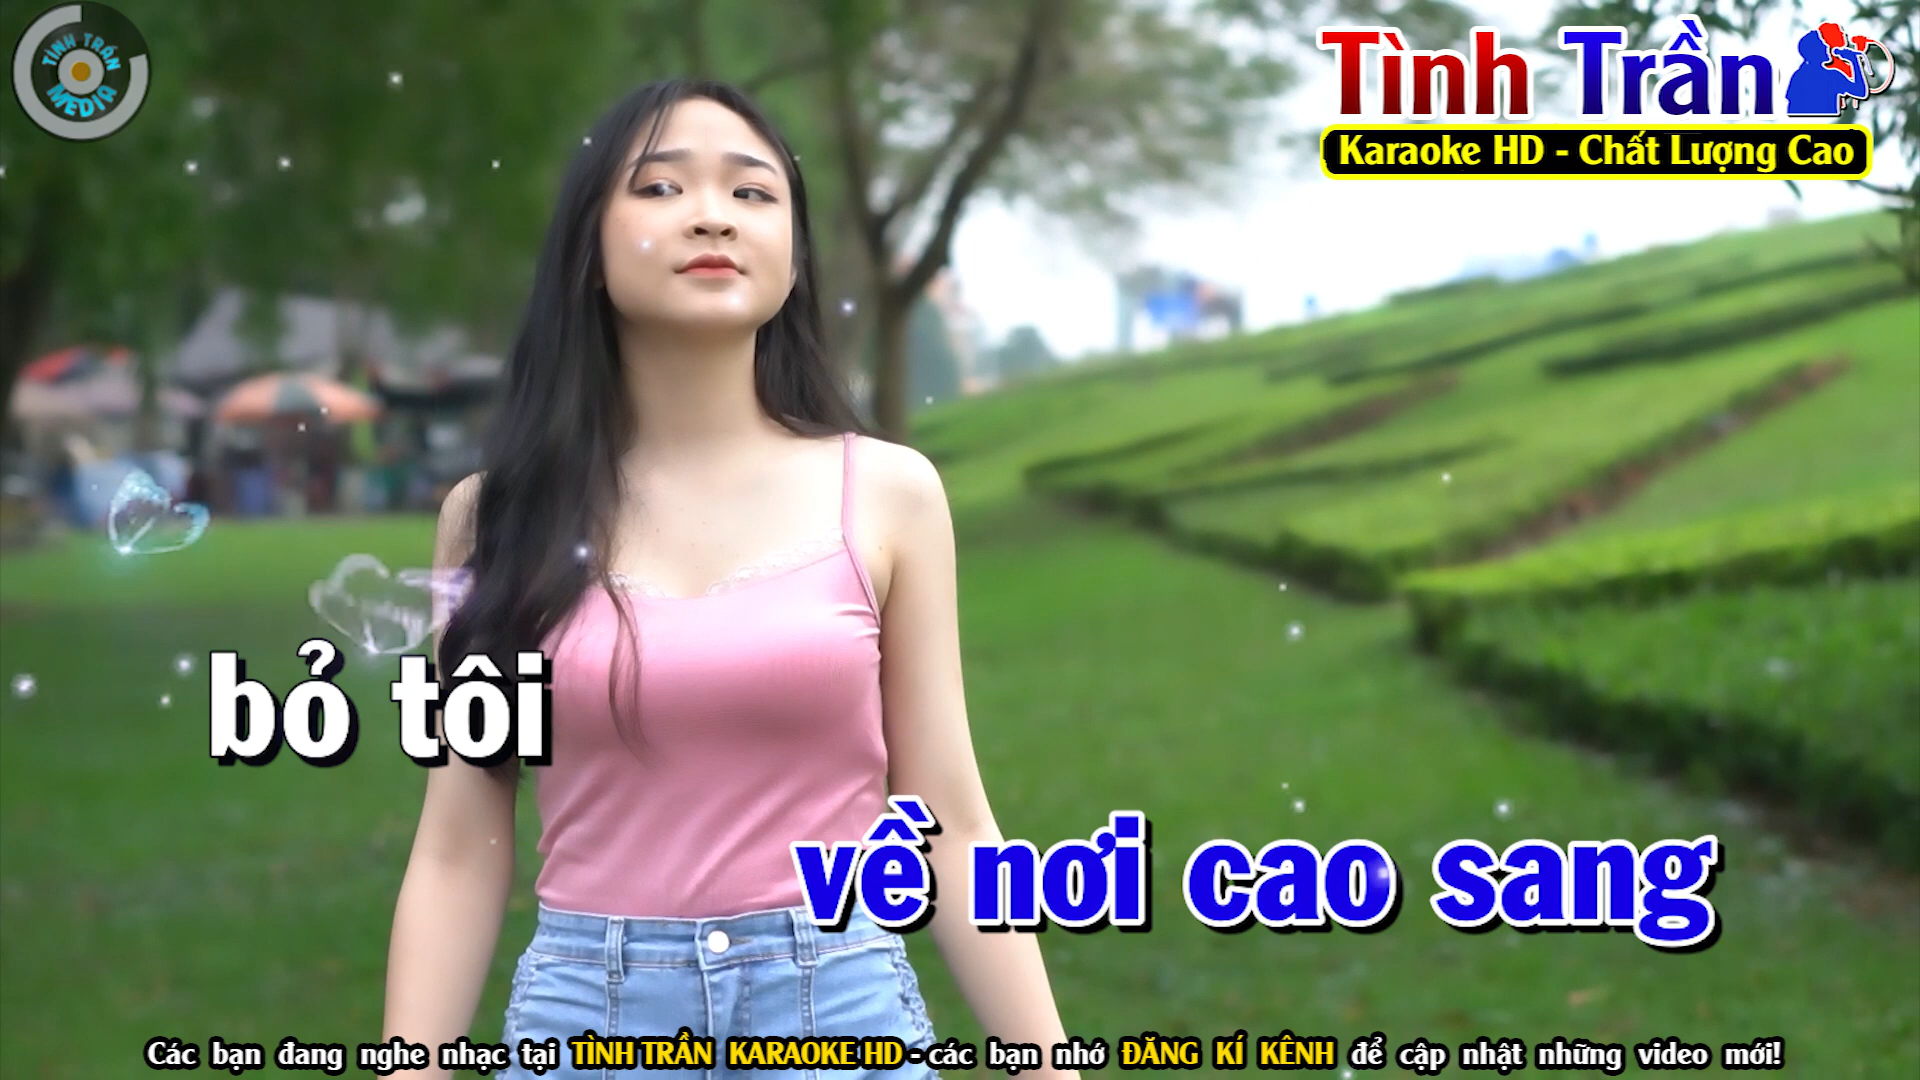 TÌNH TRẦN
MEDIA
Tình Trần
Karaoke HD - Chất Lượng Cao
bỏ tôi
về nơi cao sang
Các bạn đang nghe nhạc tại TÌNH TRẦN KARAOKE HD - các bạn nhớ ĐĂNG KÍ KÊNH để cập nhật những video mới!